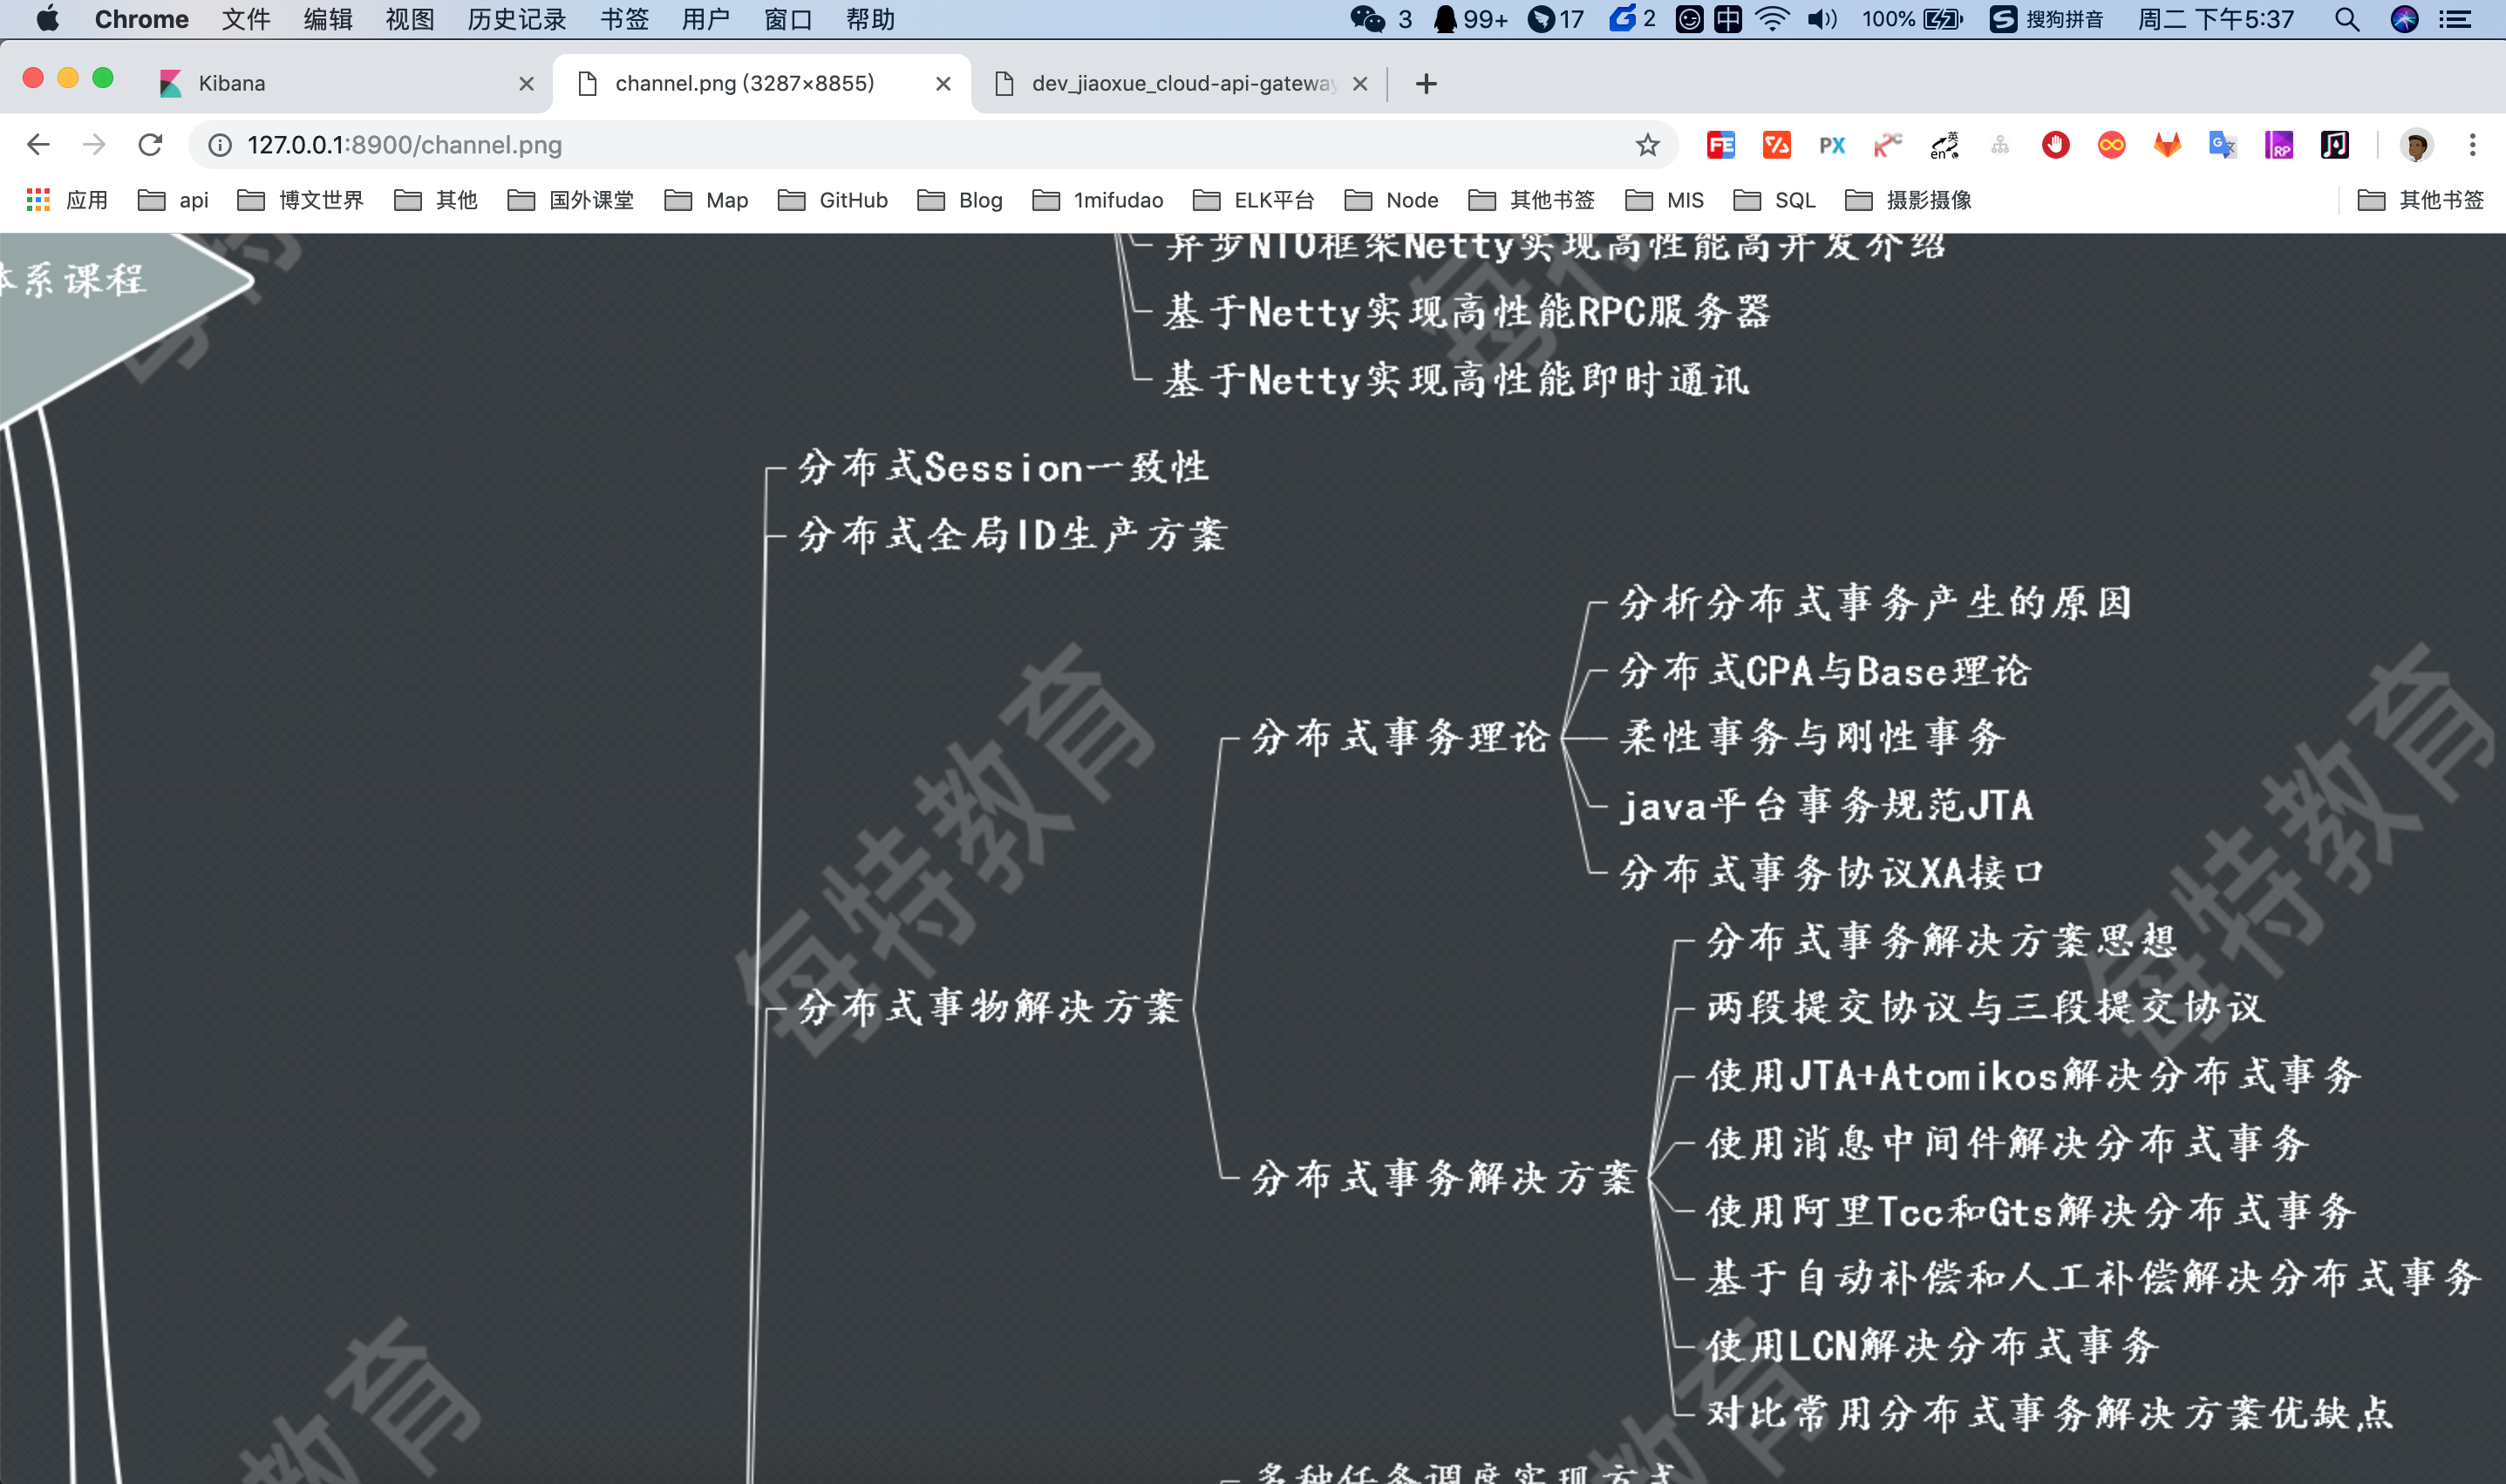 Chrome 文件 编辑 视图 历史记录 书签 用户 窗口 帮助 3 99+ 17 2 中 100% 搜狗拼音 周二 下午5:37
Kibana channel.png (3287×8855) dev_jiaoxue_cloud-api-gateway
127.0.0.1:8900/channel.png
应用 api 博文世界 其他 国外课堂 Map GitHub Blog 1mifudao ELK平台 Node 其他书签 MIS SQL 摄影摄像 其他书签
异步NIO框架Netty实现高性能高并发介绍
体系课程
基于Netty实现高性能RPC服务器
基于Netty实现高性能即时通讯
分布式Session一致性
分布式全局ID生产方案
分析分布式事务产生的原因
分布式CPA与Base理论
分布式事务理论
柔性事务与刚性事务
java平台事务规范JTA
分布式事务协议XA接口
分布式事务解决方案思想
分布式事物解决方案
两段提交协议与三段提交协议
使用JTA+Atomikos解决分布式事务
使用消息中间件解决分布式事务
分布式事务解决方案
使用阿里Tcc和Gts解决分布式事务
基于自动补偿和人工补偿解决分布式事务
使用LCN解决分布式事务
对比常用分布式事务解决方案优缺点
多种任务调度实现方式
每特教育
每特教育
教育
教育